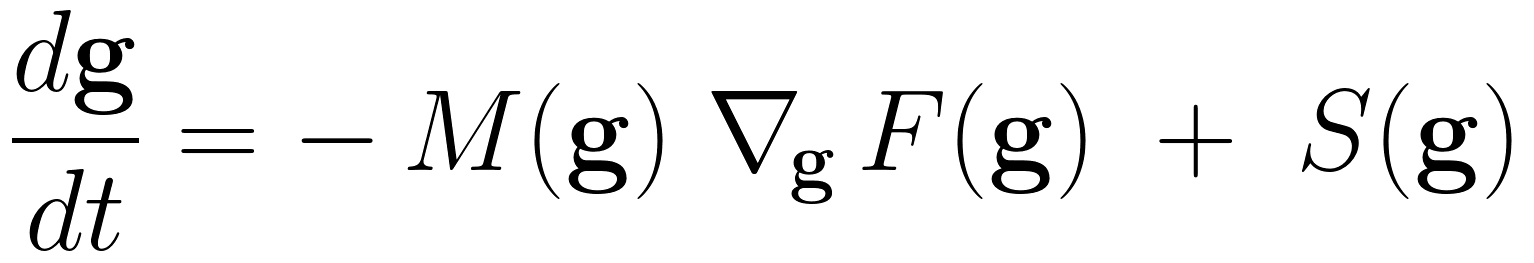 d𝐠/dt = − M(𝐠) ∇_𝐠 F(𝐠) + S(𝐠)